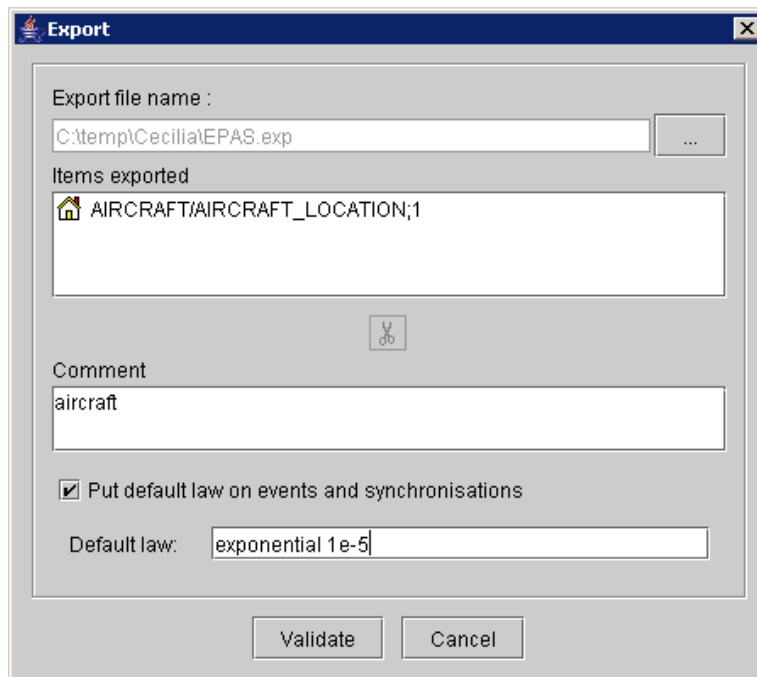 Export
Export file name :
C:\temp\Cecilia\EPAS.exp
...
Items exported
AIRCRAFT/AIRCRAFT_LOCATION;1
Comment
aircraft
Put default law on events and synchronisations
Default law: exponential 1e-5
Validate Cancel